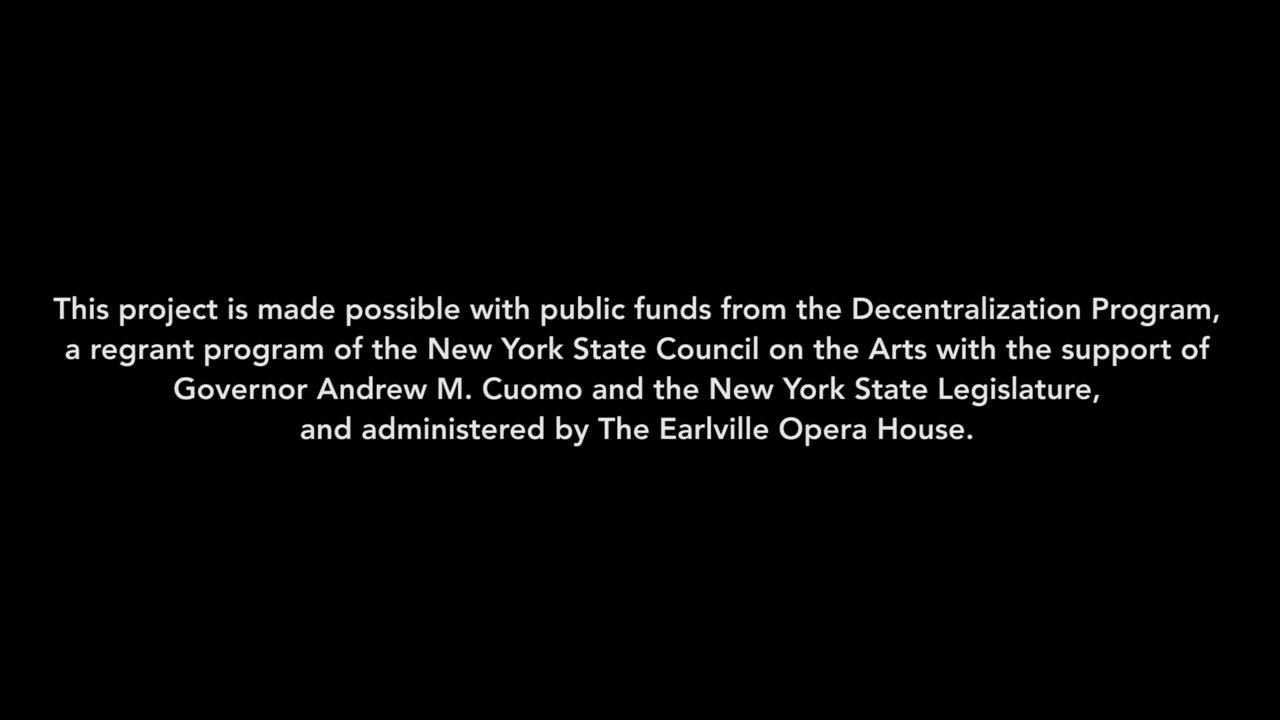 This project is made possible with public funds from the Decentralization Program,
a regrant program of the New York State Council on the Arts with the support of
Governor Andrew M. Cuomo and the New York State Legislature,
and administered by The Earlville Opera House.